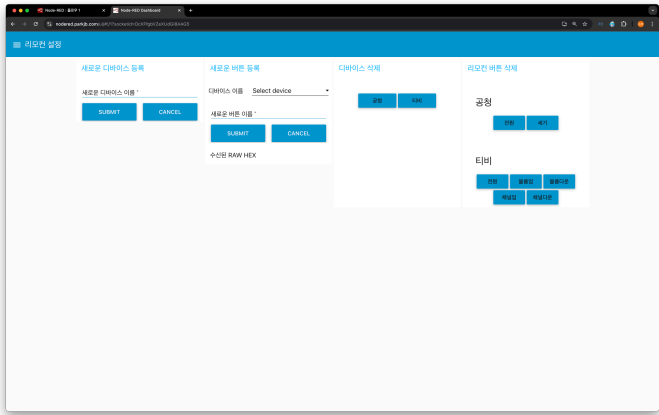 Node-RED : 플로우 1
Node-RED Dashboard
리모컨 설정
새로운 디바이스 등록
새로운 디바이스 이름 *
SUBMIT
CANCEL
새로운 버튼 등록
디바이스 이름
Select device
새로운 버튼 이름 *
SUBMIT
CANCEL
수신된 RAW HEX
디바이스 삭제
공청
티비
리모컨 버튼 삭제
공청
전원
세기
티비
전원
볼륨업
볼륨다운
채널업
채널다운